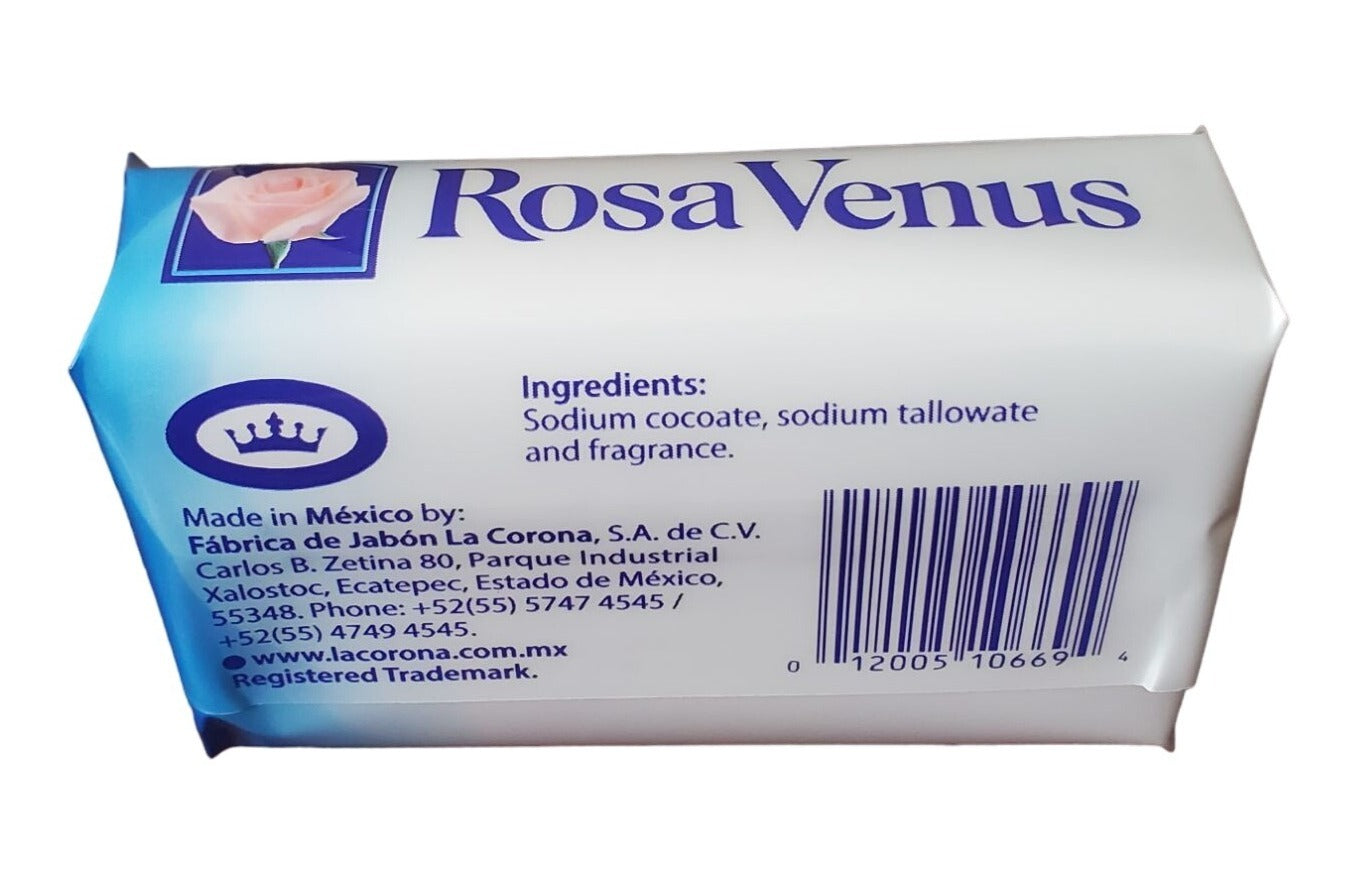 Rosa Venus
Ingredients:
Sodium cocoate, sodium tallowate
and fragrance.
Made in México by:
Fábrica de Jabón La Corona, S.A. de C.V.
Carlos B. Zetina 80, Parque Industrial
Xalostoc, Ecatepec, Estado de México,
55348. Phone: +52(55) 5747 4545 /
+52(55) 4749 4545.
www.lacorona.com.mx
Registered Trademark.
0 12005 10669 4